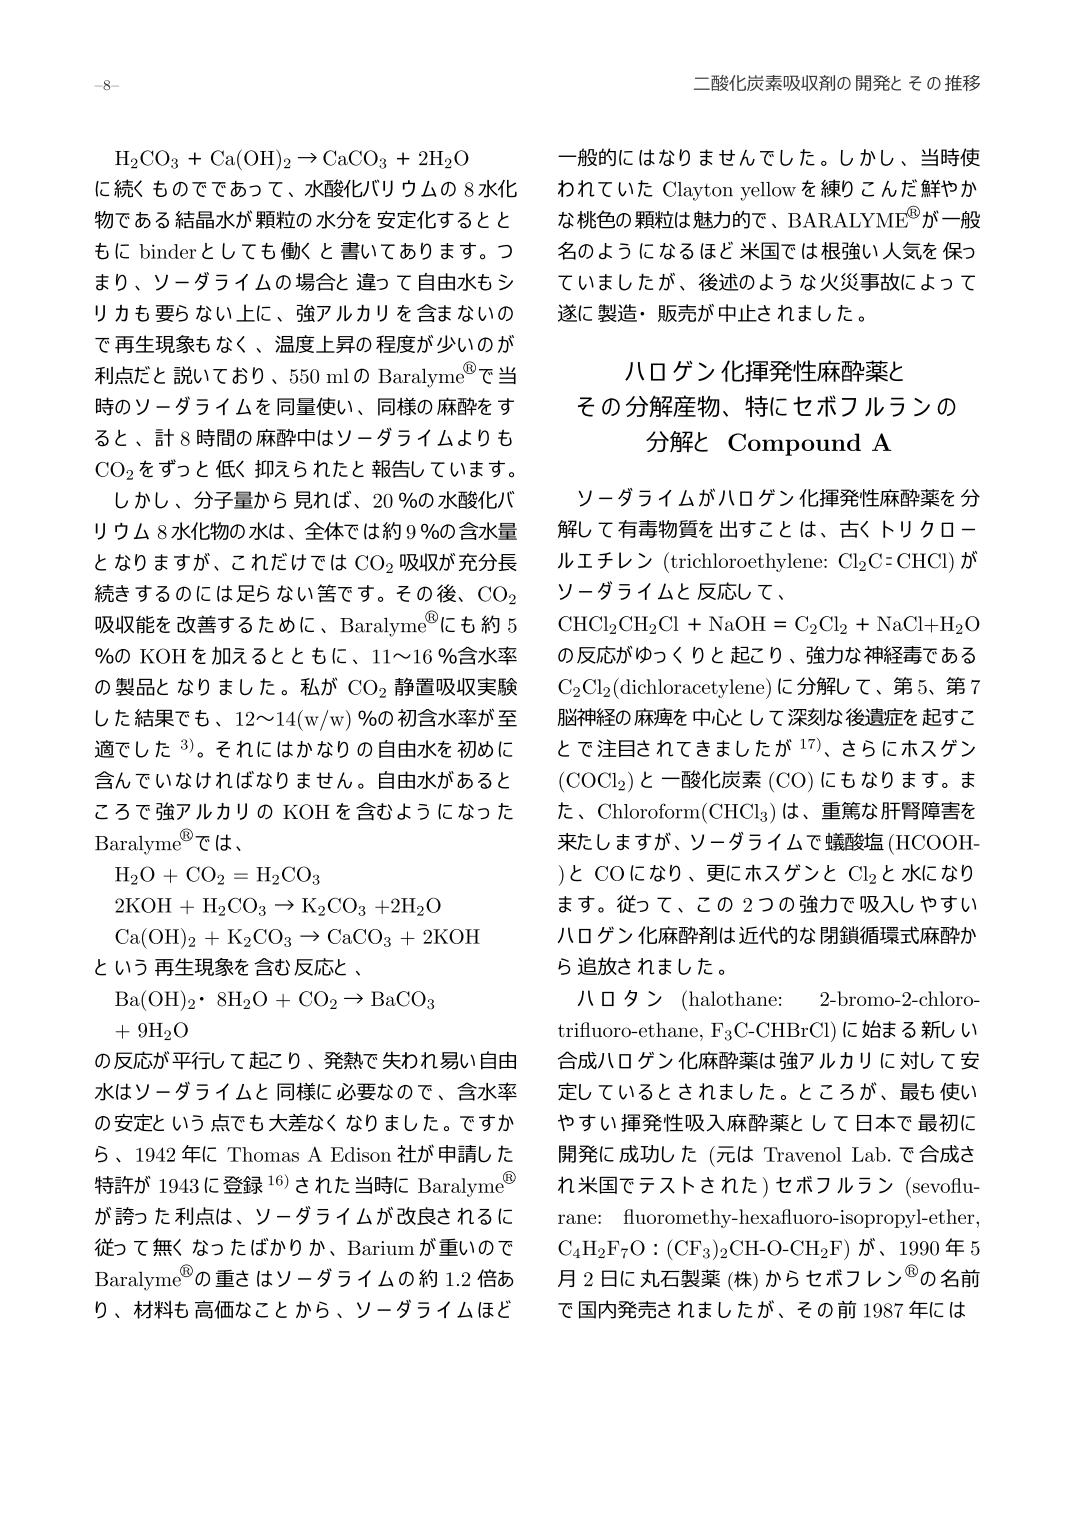 –8–
二酸化炭素吸収剤の開発とその推移
H₂CO₃ + Ca(OH)₂ → CaCO₃ + 2H₂O
に続くものでであって、水酸化バリウムの 8 水化
物である結晶水が顆粒の水分を安定化するとと
もに binder としても働くと書いてあります。つ
まり、ソーダライムの場合と違って自由水もシ
リカも要らない上に、強アルカリを含まないの
で再生現象もなく、温度上昇の程度が少いのが
利点だと説いており、550 ml の Baralyme®で当
時のソーダライムを同量使い、同様の麻酔をす
ると、計 8 時間の麻酔中はソーダライムよりも
CO₂ をずっと低く抑えられたと報告しています。
しかし、分子量から見れば、20 %の水酸化バ
リウム 8 水化物の水は、全体では約 9 %の含水量
となりますが、これだけでは CO₂ 吸収が充分長
続きするのには足らない筈です。その後、CO₂
吸収能を改善するために、Baralyme®にも約 5
%の KOH を加えるとともに、11〜16 %含水率
の製品となりました。私が CO₂ 静置吸収実験
した結果でも、12〜14(w/w) %の初含水率が至
適でした ³⁾。それにはかなりの自由水を初めに
含んでいなければなりません。自由水があると
ころで強アルカリの KOH を含むようになった
Baralyme®では、
H₂O + CO₂ = H₂CO₃
2KOH + H₂CO₃ → K₂CO₃ +2H₂O
Ca(OH)₂ + K₂CO₃ → CaCO₃ + 2KOH
という再生現象を含む反応と、
Ba(OH)₂・ 8H₂O + CO₂ → BaCO₃
+ 9H₂O
の反応が平行して起こり、発熱で失われ易い自由
水はソーダライムと同様に必要なので、含水率
の安定という点でも大差なくなりました。ですか
ら、1942 年に Thomas A Edison 社が申請した
特許が 1943 に登録 ¹⁶⁾ された当時に Baralyme®
が誇った利点は、ソーダライムが改良されるに
従って無くなったばかりか、Barium が重いので
Baralyme®の重さはソーダライムの約 1.2 倍あ
り、材料も高価なことから、ソーダライムほど
一般的にはなりませんでした。しかし、当時使
われていた Clayton yellow を練りこんだ鮮やか
な桃色の顆粒は魅力的で、BARALYME®が一般
名のようになるほど米国では根強い人気を保っ
ていましたが、後述のような火災事故によって
遂に製造・ 販売が中止されました。
ハロゲン化揮発性麻酔薬と
その分解産物、特にセボフルランの
分解と Compound A
ソーダライムがハロゲン化揮発性麻酔薬を分
解して有毒物質を出すことは、古くトリクロー
ルエチレン (trichloroethylene: Cl₂C=CHCl) が
ソーダライムと反応して、
CHCl₂CH₂Cl + NaOH = C₂Cl₂ + NaCl+H₂O
の反応がゆっくりと起こり、強力な神経毒である
C₂Cl₂(dichloracetylene) に分解して、第 5、第 7
脳神経の麻痺を中心として深刻な後遺症を起すこ
とで注目されてきましたが ¹⁷⁾、さらにホスゲン
(COCl₂) と一酸化炭素 (CO) にもなります。ま
た、Chloroform(CHCl₃) は、重篤な肝腎障害を
来たしますが、ソーダライムで蟻酸塩 (HCOOH-
)と CO になり、更にホスゲンと Cl₂ と水になり
ます。従って、この 2 つの強力で吸入しやすい
ハロゲン化麻酔剤は近代的な閉鎖循環式麻酔か
ら追放されました。
ハロタン (halothane: 2-bromo-2-chloro-
trifluoro-ethane, F₃C-CHBrCl) に始まる新しい
合成ハロゲン化麻酔薬は強アルカリに対して安
定しているとされました。ところが、最も使い
やすい揮発性吸入麻酔薬として日本で最初に
開発に成功した (元は Travenol Lab. で合成さ
れ米国でテストされた) セボフルラン (sevoflu-
rane: fluoromethy-hexafluoro-isopropyl-ether,
C₄H₂F₇O：(CF₃)₂CH-O-CH₂F) が、1990 年 5
月 2 日に丸石製薬 (株) からセボフレン®の名前
で国内発売されましたが、その前 1987 年には